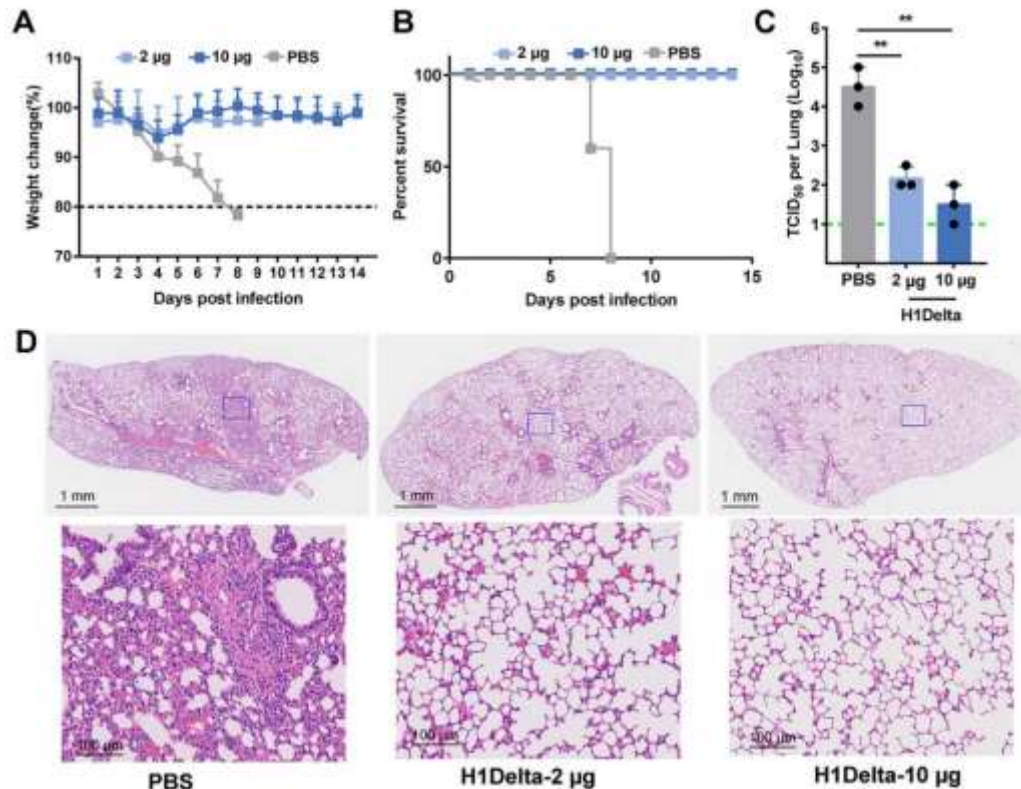 A
2 µg 10 µg PBS
110
100
90
80
70
Weight change(%)
1 2 3 4 5 6 7 8 9 10 11 12 13 14
Days post infection
B
2 µg 10 µg PBS
100
50
0
Percent survival
0 5 10 15
Days post infection
C
**
**
6
5
4
3
2
1
TCID50 per Lung (Log10)
PBS 2 µg 10 µg
H1Delta
D
1 mm
1 mm
1 mm
100 µm
100 µm
100 µm
PBS
H1Delta-2 µg
H1Delta-10 µg